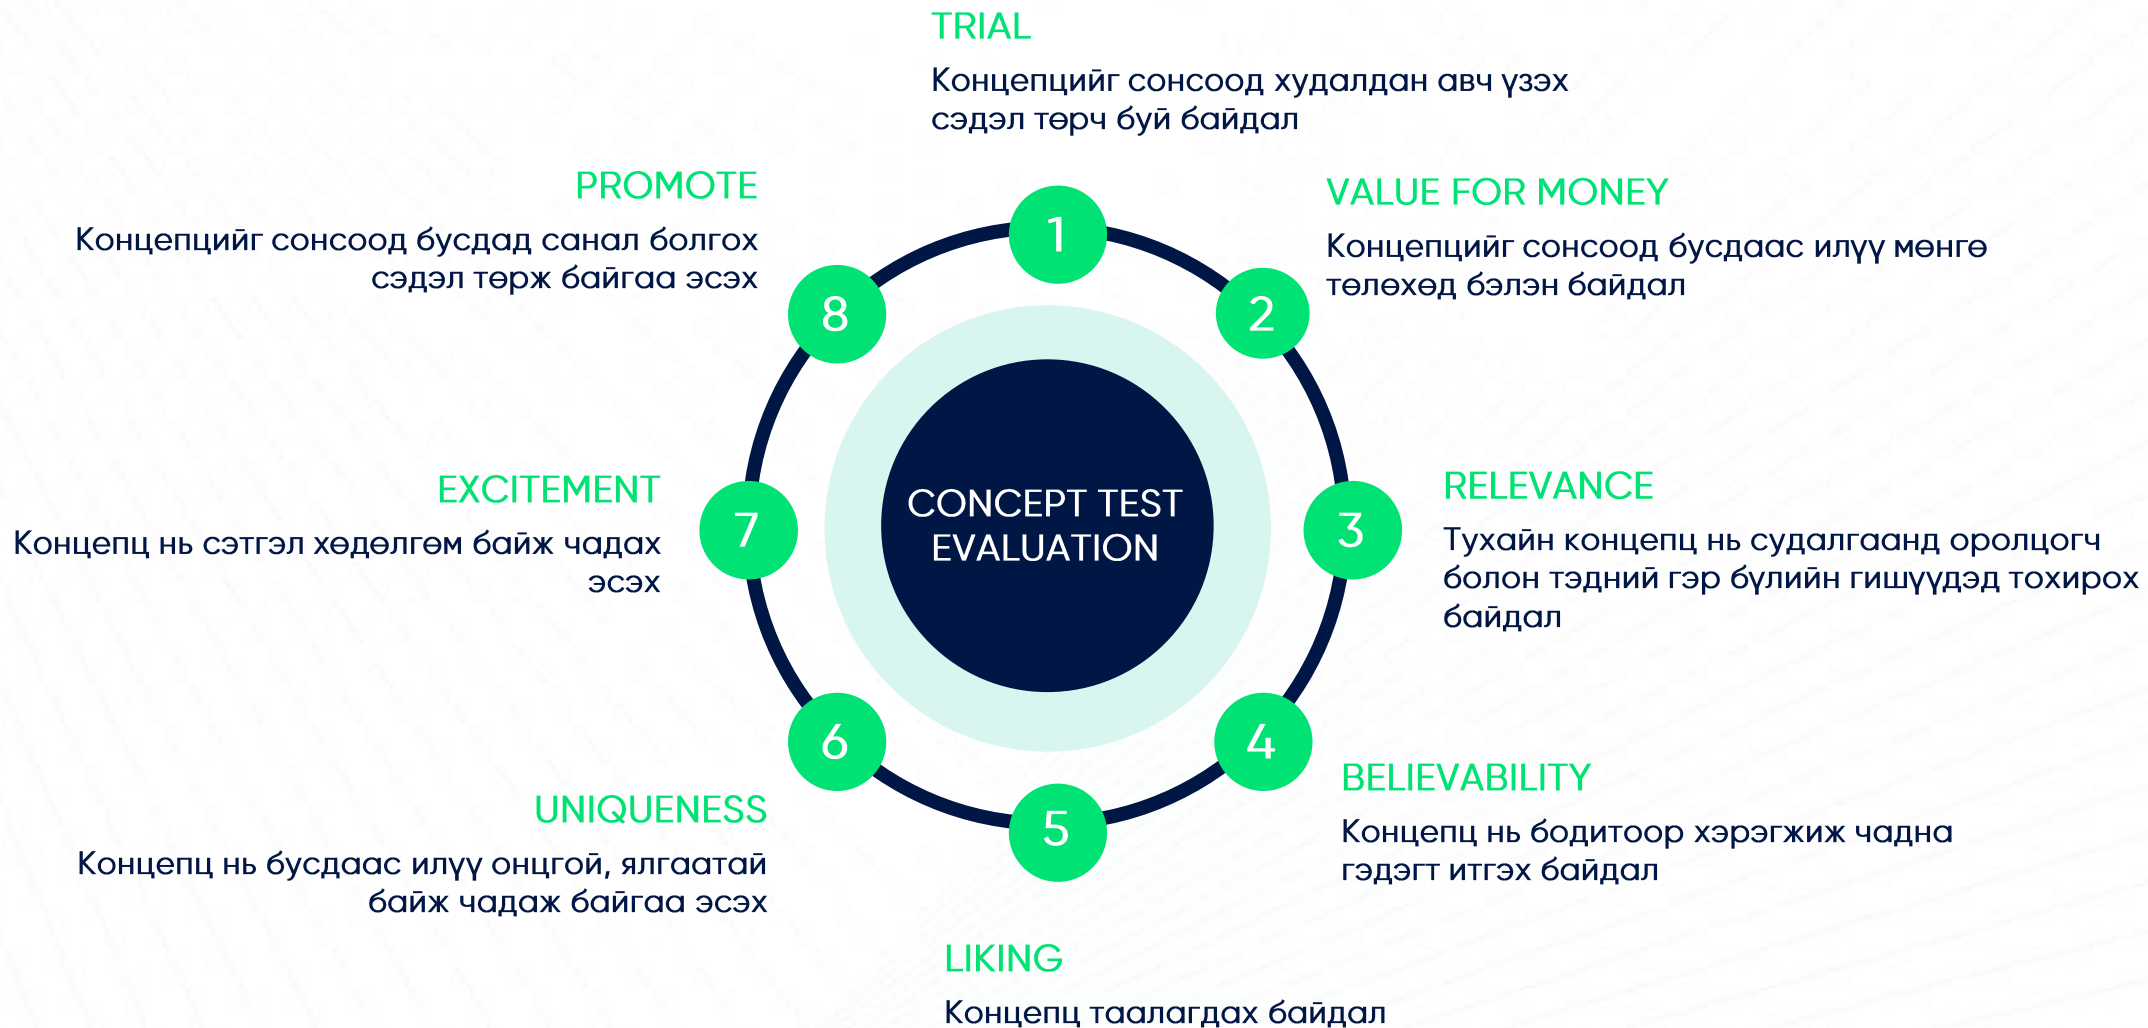 TRIAL
Концепцийг сонсоод худалдан авч үзэх
сэдэл төрч буй байдал
1
VALUE FOR MONEY
Концепцийг сонсоод бусдаас илүү мөнгө
төлөхөд бэлэн байдал
2
RELEVANCE
Тухайн концепц нь судалгаанд оролцогч
болон тэдний гэр бүлийн гишүүдэд тохирох
байдал
3
BELIEVABILITY
Концепц нь бодитоор хэрэгжиж чадна
гэдэгт итгэх байдал
4
LIKING
Концепц таалагдах байдал
5
UNIQUENESS
Концепц нь бусдаас илүү онцгой, ялгаатай
байж чадаж байгаа эсэх
6
EXCITEMENT
Концепц нь сэтгэл хөдөлгөм байж чадах
эсэх
7
PROMOTE
Концепцийг сонсоод бусдад санал болгох
сэдэл төрж байгаа эсэх
8
CONCEPT TEST
EVALUATION